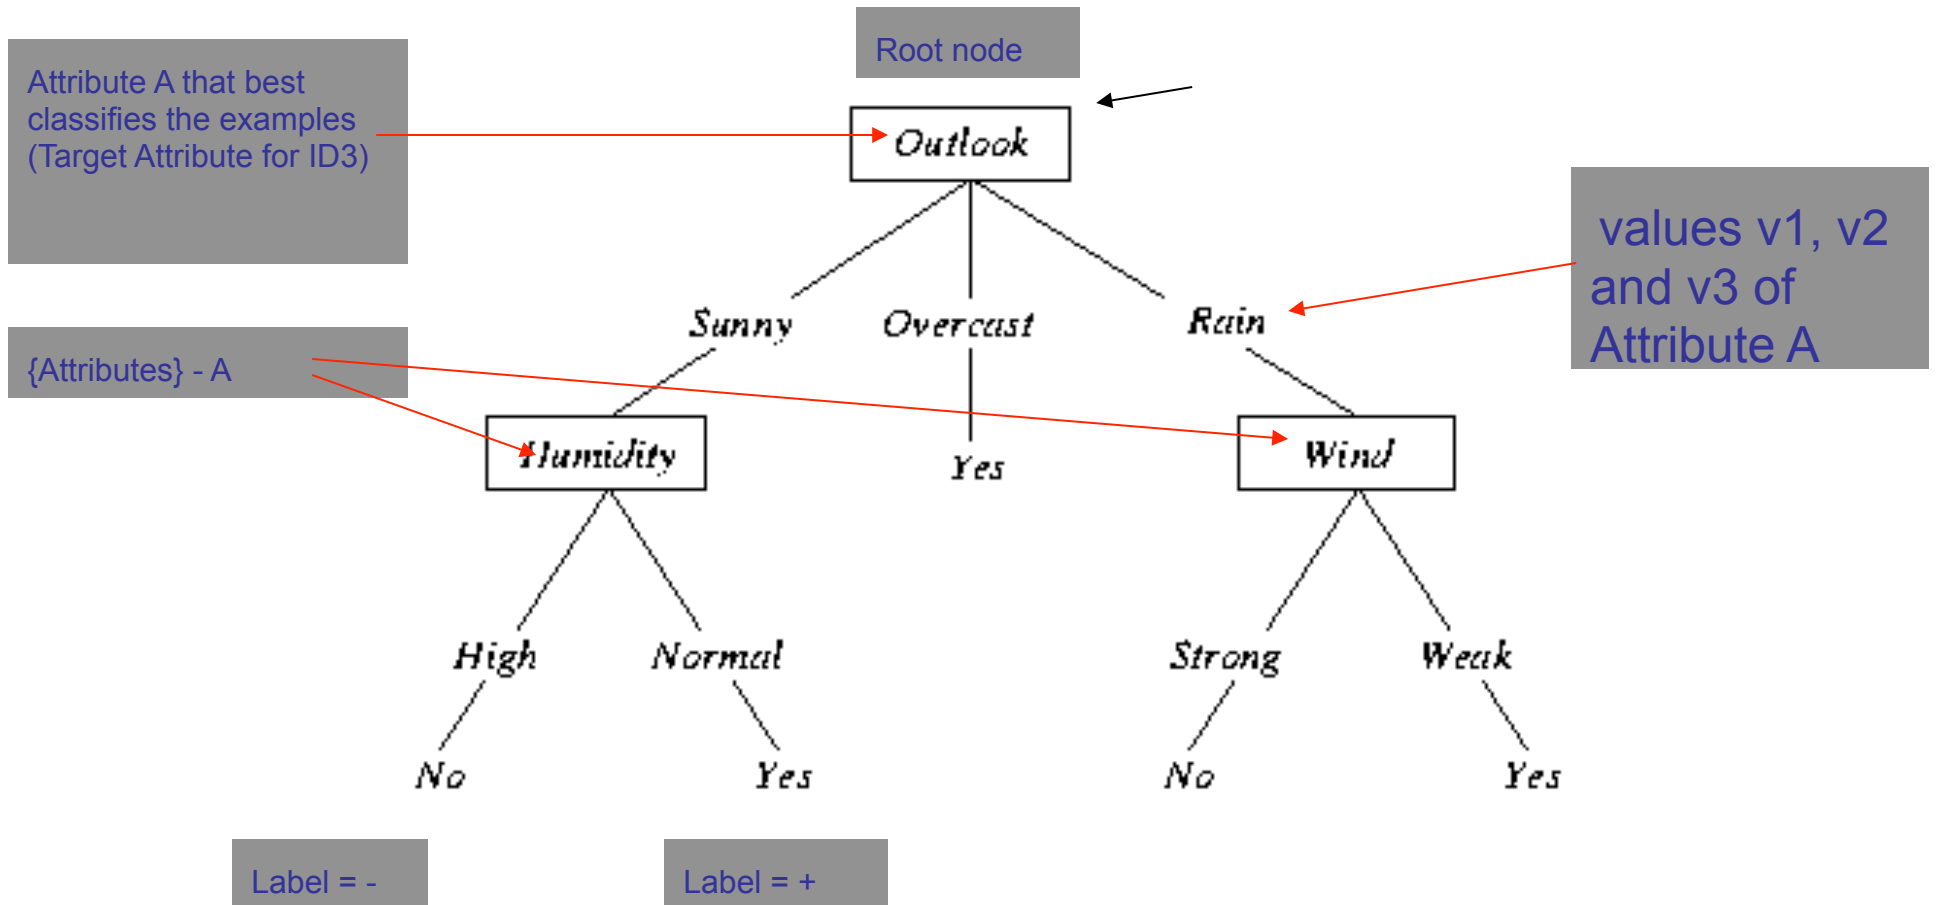 Root node
Attribute A that best
classifies the examples
(Target Attribute for ID3)
Outlook
values v1, v2
and v3 of
Attribute A
Sunny
Overcast
Rain
{Attributes} - A
Humidity
Yes
Wind
High
Normal
Strong
Weak
No
Yes
No
Yes
Label = -
Label = +